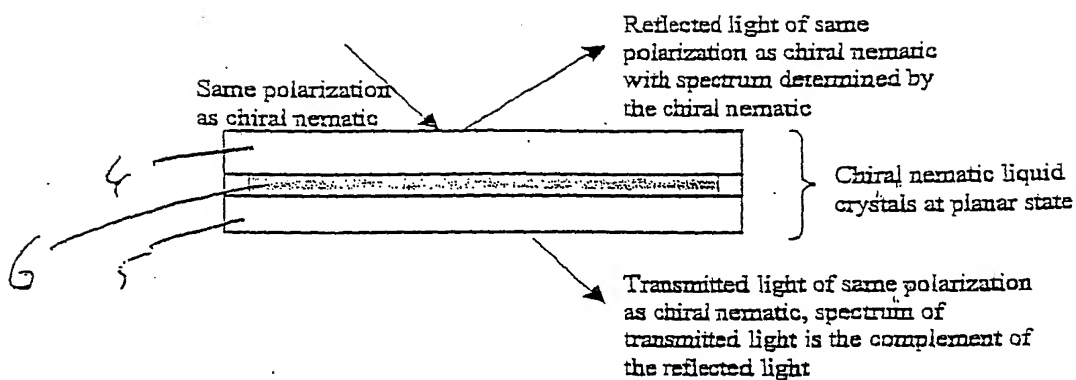 Reflected light of same
polarization as chiral nematic
with spectrum determined by
the chiral nematic
Same polarization
as chiral nematic
4
6
5
Chiral nematic liquid
crystals at planar state
Transmitted light of same polarization
as chiral nematic, spectrum of
transmitted light is the complement of
the reflected light